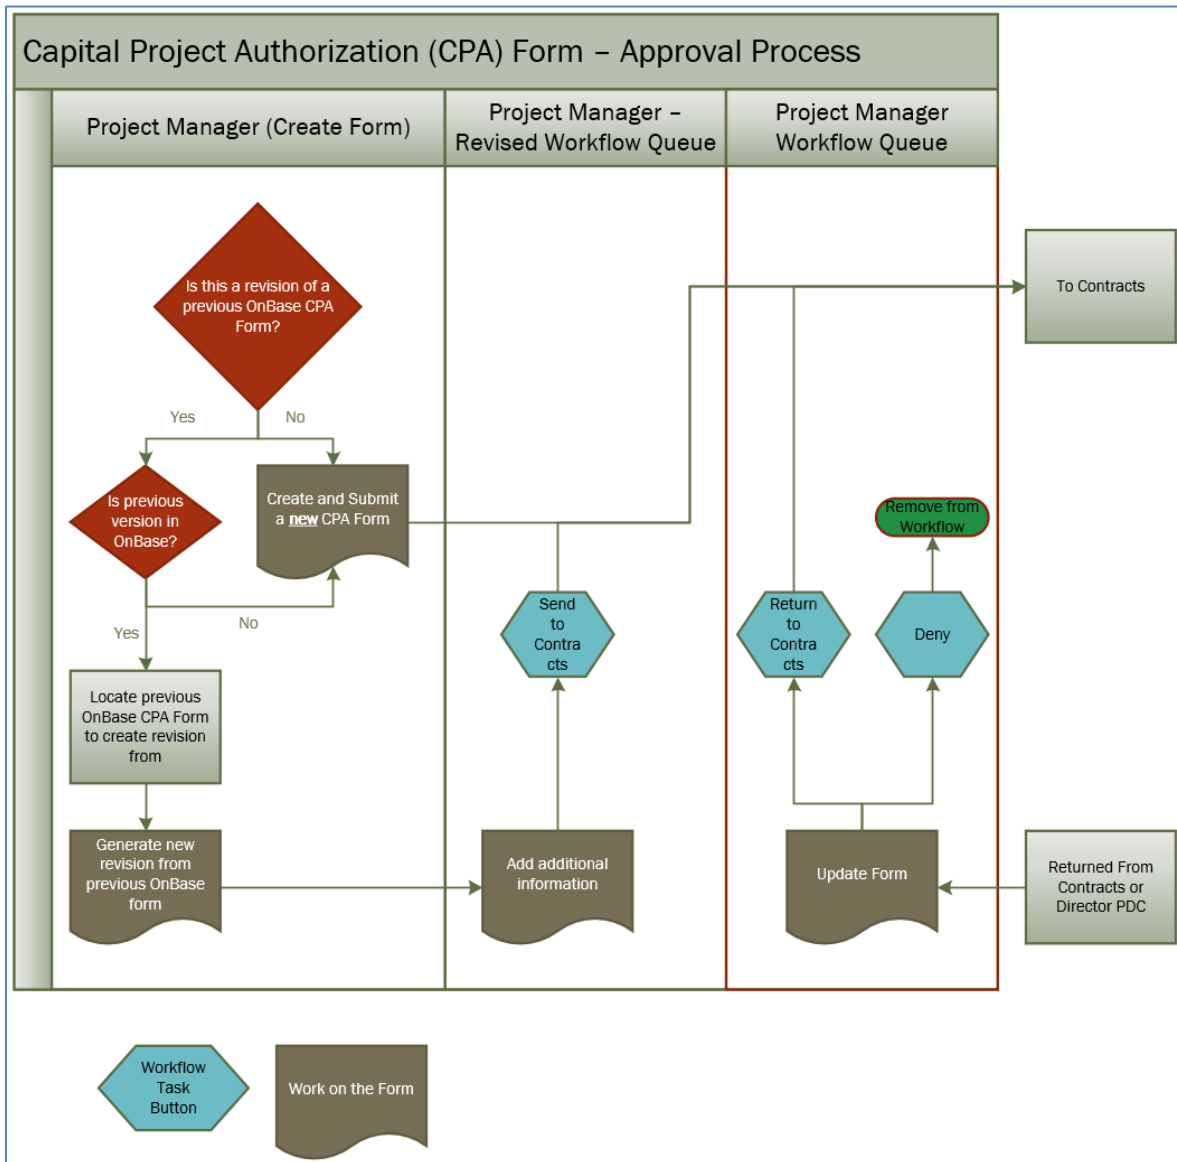 Capital Project Authorization (CPA) Form – Approval Process
Project Manager (Create Form)
Project Manager –
Revised Workflow Queue
Project Manager
Workflow Queue
Is this a revision of a
previous OnBase CPA
Form?
To Contracts
Yes
No
Is previous
version in
OnBase?
Create and Submit
a new CPA Form
Remove from
Workflow
Yes
No
Send
to
Contra
cts
Return
to
Contra
cts
Deny
Locate previous
OnBase CPA Form
to create revision
from
Generate new
revision from
previous OnBase
form
Add additional
information
Update Form
Returned From
Contracts or
Director PDC
Workflow
Task
Button
Work on the Form